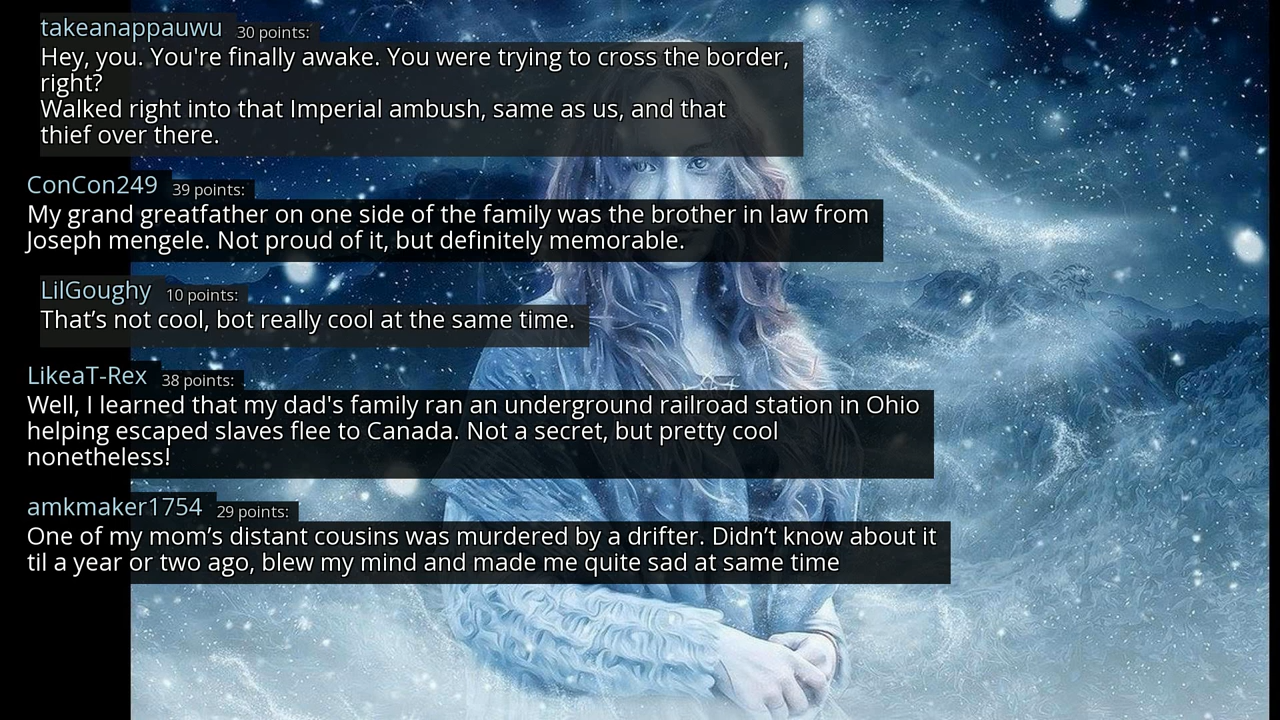 takeanappauwu 30 points:
Hey, you. You're finally awake. You were trying to cross the border,
right?
Walked right into that Imperial ambush, same as us, and that
thief over there.
ConCon249 39 points:
My grand greatfather on one side of the family was the brother in law from
Joseph mengele. Not proud of it, but definitely memorable.
LilGoughy 10 points:
That’s not cool, bot really cool at the same time.
LikeaT-Rex 38 points:
Well, I learned that my dad's family ran an underground railroad station in Ohio
helping escaped slaves flee to Canada. Not a secret, but pretty cool
nonetheless!
amkmaker1754 29 points:
One of my mom’s distant cousins was murdered by a drifter. Didn’t know about it
til a year or two ago, blew my mind and made me quite sad at same time